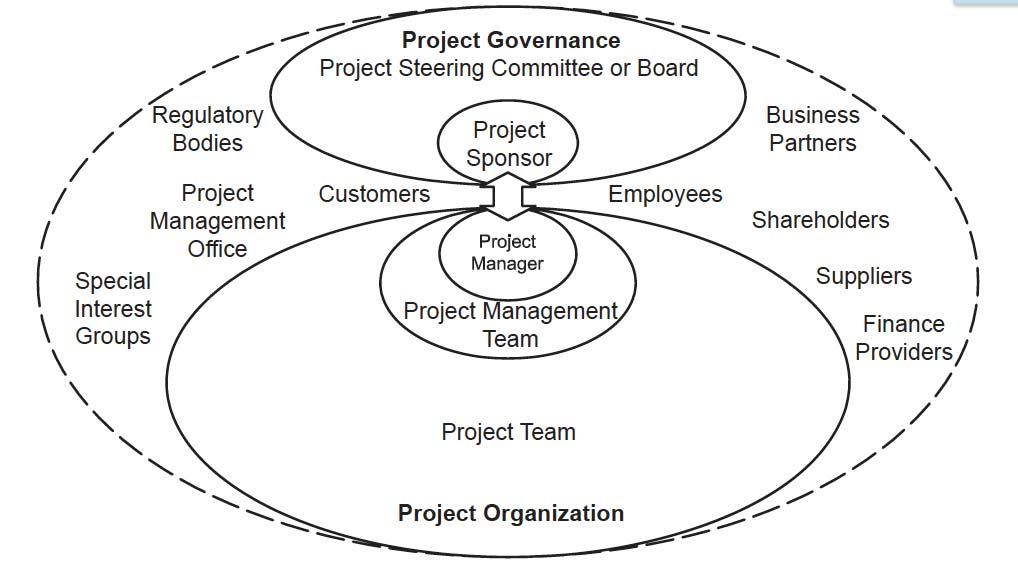 Project Governance
Project Steering Committee or Board
Regulatory
Bodies
Business
Partners
Project
Sponsor
Project
Management
Office
Customers
Employees
Shareholders
Special
Interest
Groups
Project
Manager
Suppliers
Project Management
Team
Finance
Providers
Project Team
Project Organization